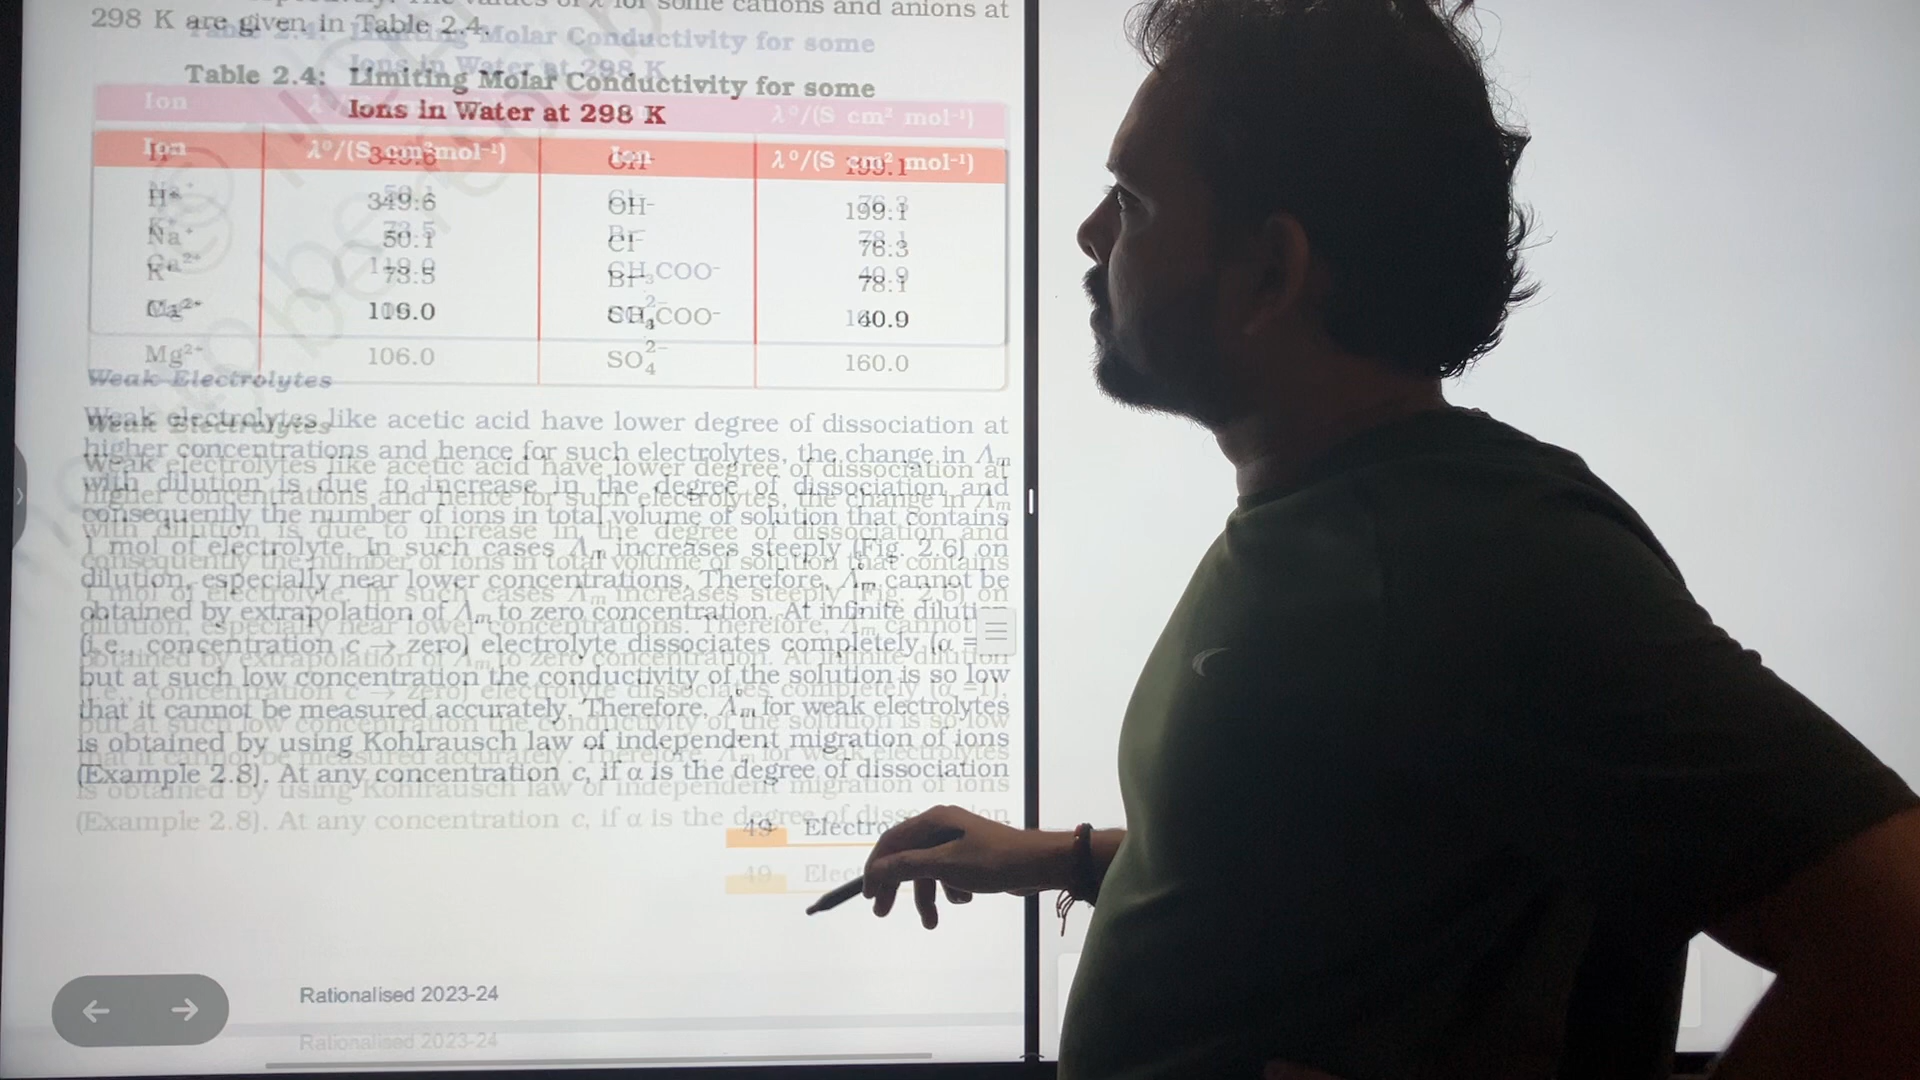 for some cations and anions at
298 K are given in Table 2.4.
Table 2.4: Limiting Molar Conductivity for some
Ions in Water at 298 K
Ion λ°/(S cm² mol⁻¹) Ion λ°/(S cm² mol⁻¹)
H⁺ 349.6 OH⁻ 199.1
Na⁺ 50.1 Cl⁻ 76.3
K⁺ 73.5 Br⁻ 78.1
Ca²⁺ 119.0 CH₃COO⁻ 40.9
Mg²⁺ 106.0 SO₄²⁻ 160.0
Weak Electrolytes
Weak electrolytes like acetic acid have lower degree of dissociation at
higher concentrations and hence for such electrolytes, the change in Λm
with dilution is due to increase in the degree of dissociation and
consequently the number of ions in total volume of solution that contains
1 mol of electrolyte. In such cases Λm increases steeply (Fig. 2.6) on
dilution, especially near lower concentrations. Therefore, Λ°m cannot be
obtained by extrapolation of Λm to zero concentration. At infinite dilution
(i.e., concentration c → zero) electrolyte dissociates completely (α =1),
but at such low concentration the conductivity of the solution is so low
that it cannot be measured accurately. Therefore, Λ°m for weak electrolytes
is obtained by using Kohlrausch law of independent migration of ions
(Example 2.8). At any concentration c, if α is the degree of dissociation
49 Electro
Rationalised 2023-24